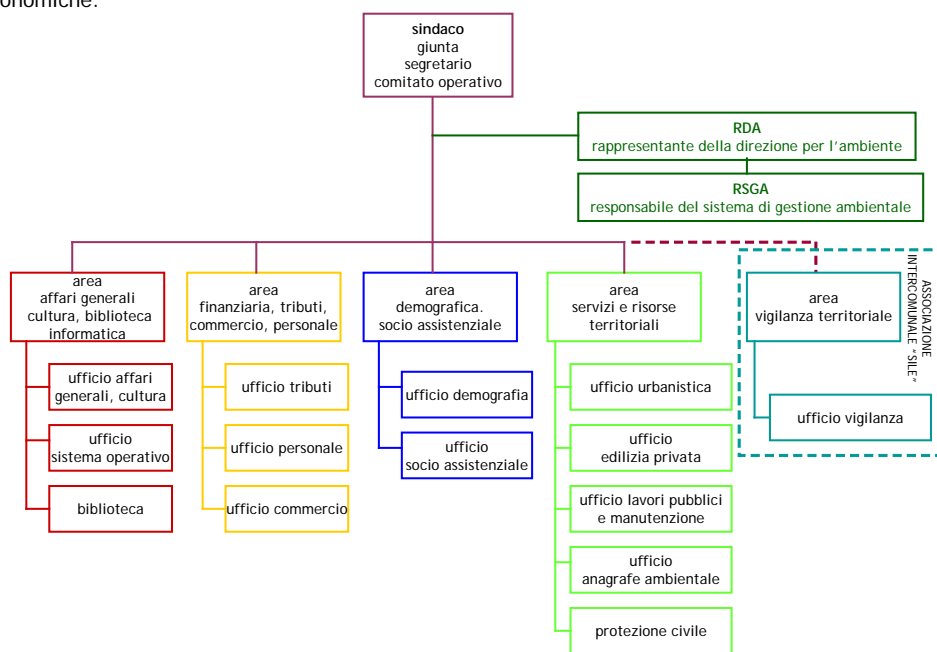 onomiche.
sindaco
giunta
segretario
comitato operativo
RDA
rappresentante della direzione per l'ambiente
RSGA
responsabile del sistema di gestione ambientale
area
affari generali
cultura, biblioteca
informatica
area
finanziaria, tributi,
commercio, personale
area
demografica.
socio assistenziale
area
servizi e risorse
territoriali
area
vigilanza territoriale
ASSOCIAZIONE
INTERCOMUNALE "SILE"
ufficio affari
generali, cultura
ufficio tributi
ufficio demografia
ufficio urbanistica
ufficio vigilanza
ufficio
sistema operativo
ufficio personale
ufficio
socio assistenziale
ufficio
edilizia privata
biblioteca
ufficio commercio
ufficio lavori pubblici
e manutenzione
ufficio
anagrafe ambientale
protezione civile